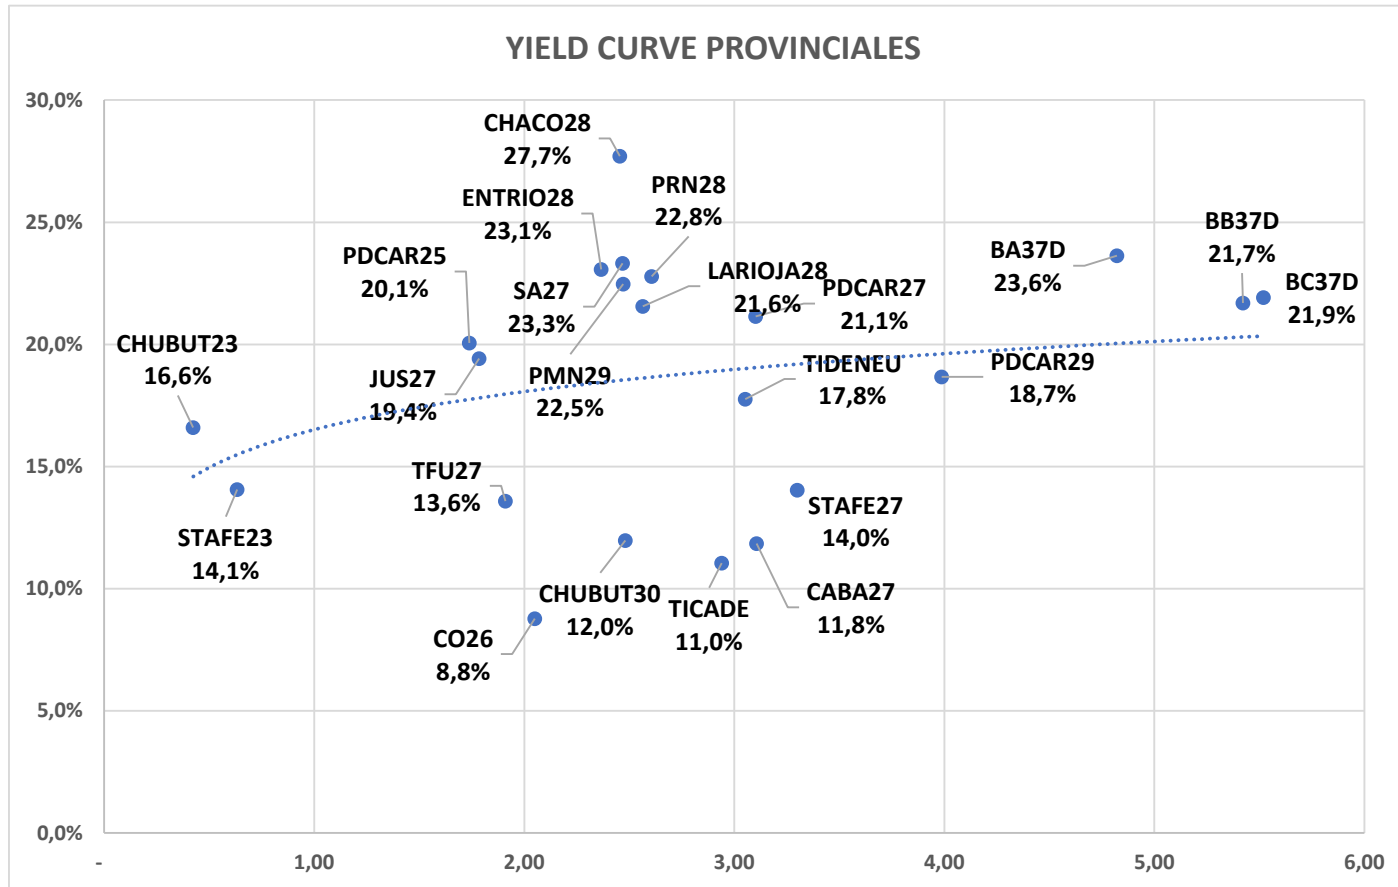 YIELD CURVE PROVINCIALES
30,0%
25,0%
20,0%
15,0%
10,0%
5,0%
0,0%
CHACO28
27,7%
PRN28
22,8%
ENTRIO28
23,1%
PDCAR25
20,1%
SA27
23,3%
LARIOJA28
21,6%
PDCAR27
21,1%
BA37D
23,6%
BB37D
21,7%
BC37D
21,9%
CHUBUT23
16,6%
JUS27
19,4%
PMN29
22,5%
TIDENEU
17,8%
PDCAR29
18,7%
STAFE23
14,1%
TFU27
13,6%
STAFE27
14,0%
CHUBUT30
12,0%
TICADE
11,0%
CABA27
11,8%
CO26
8,8%
-
1,00
2,00
3,00
4,00
5,00
6,00